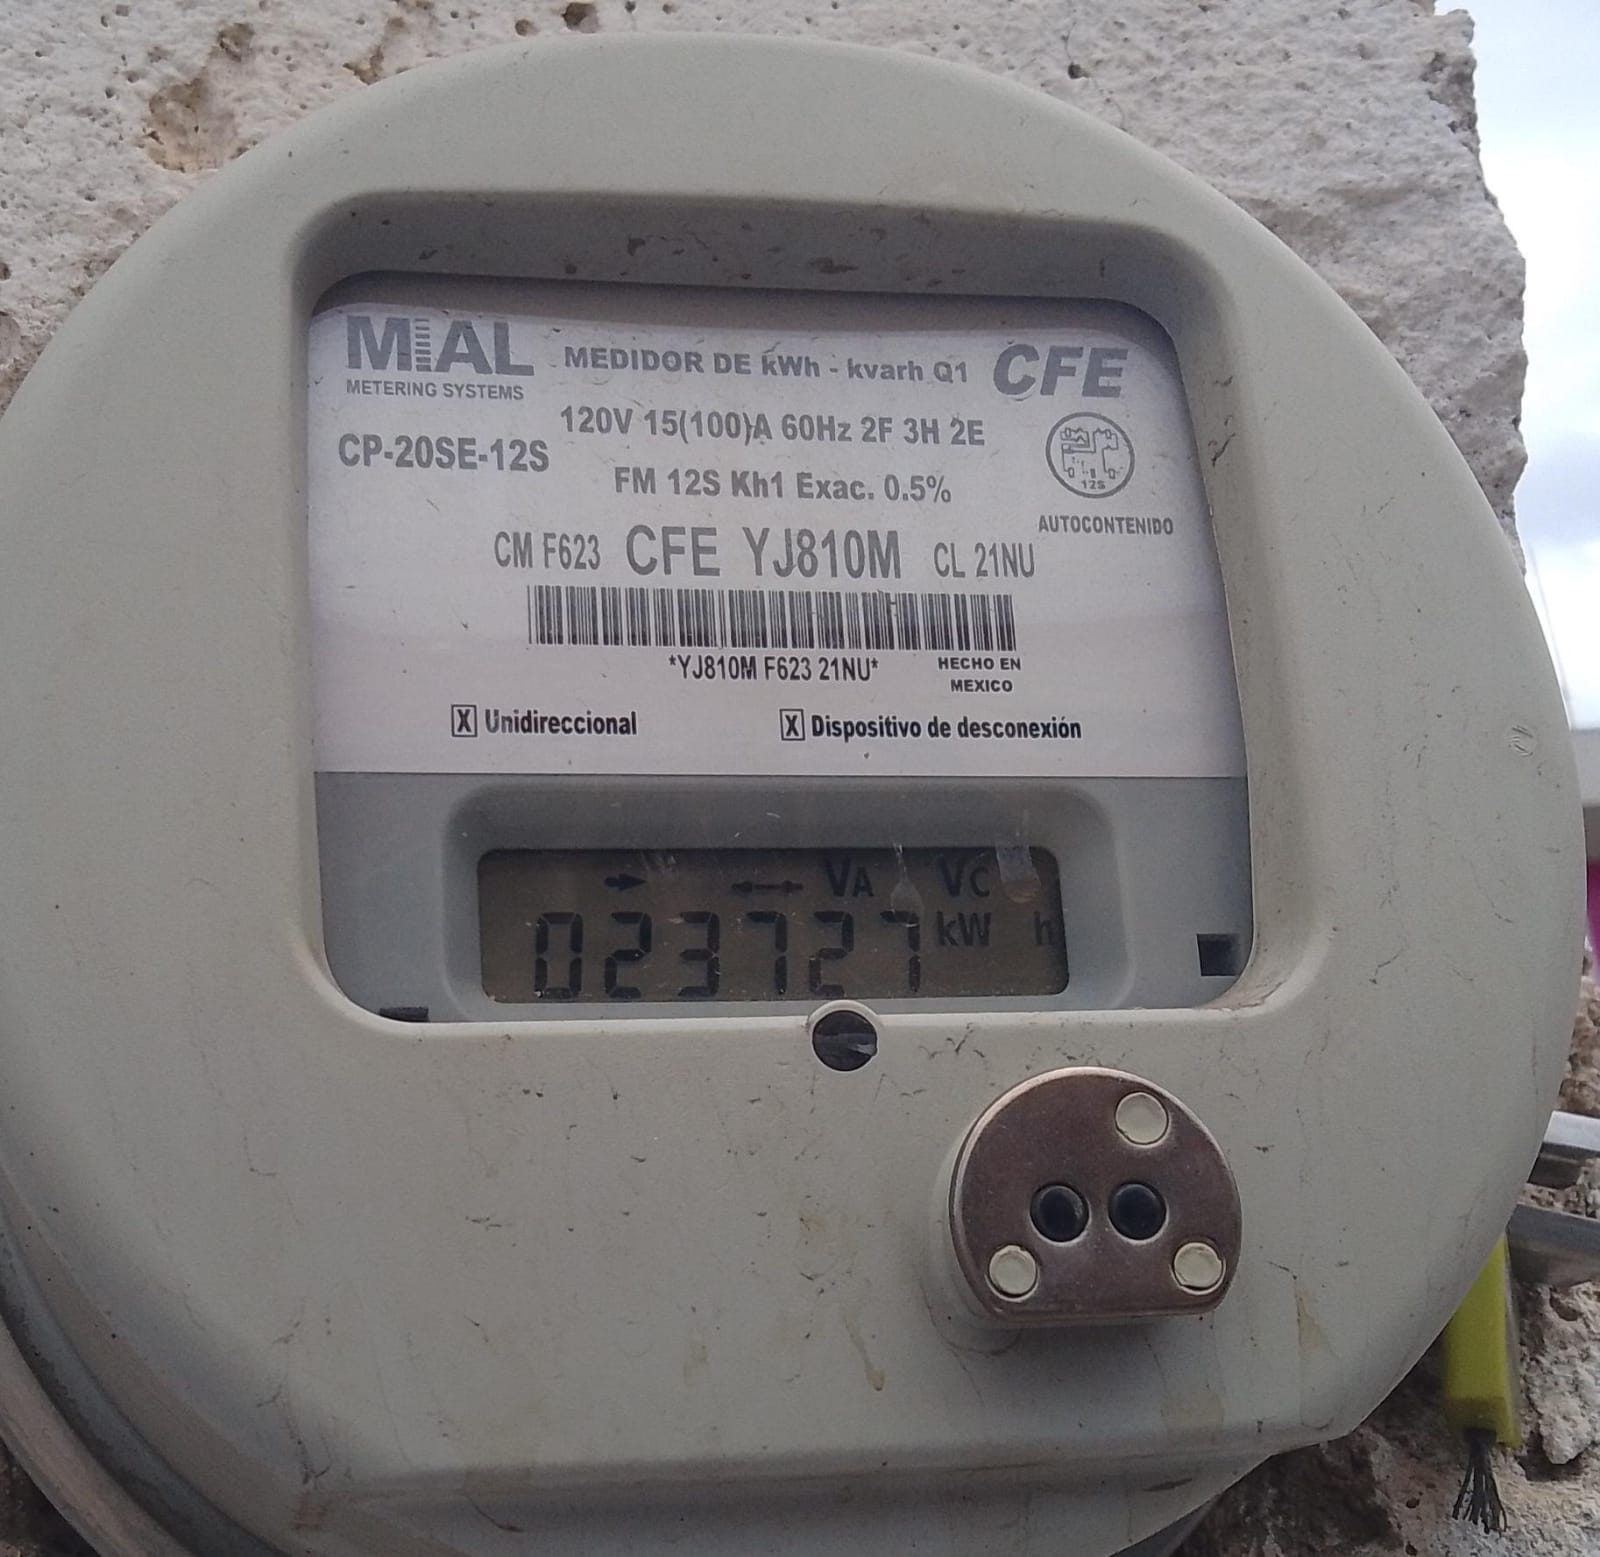 MIAL
METERING SYSTEMS
MEDIDOR DE kWh - kvarh Q1
CFE
120V 15(100)A 60Hz 2F 3H 2E
CP-20SE-12S
FM 12S Kh1 Exac. 0.5%
12S
AUTOCONTENIDO
CM F623 CFE YJ810M CL 21NU
*YJ810M F623 21NU*
HECHO EN
MEXICO
X Unidireccional
X Dispositivo de desconexión
VA VC
023727 kW h